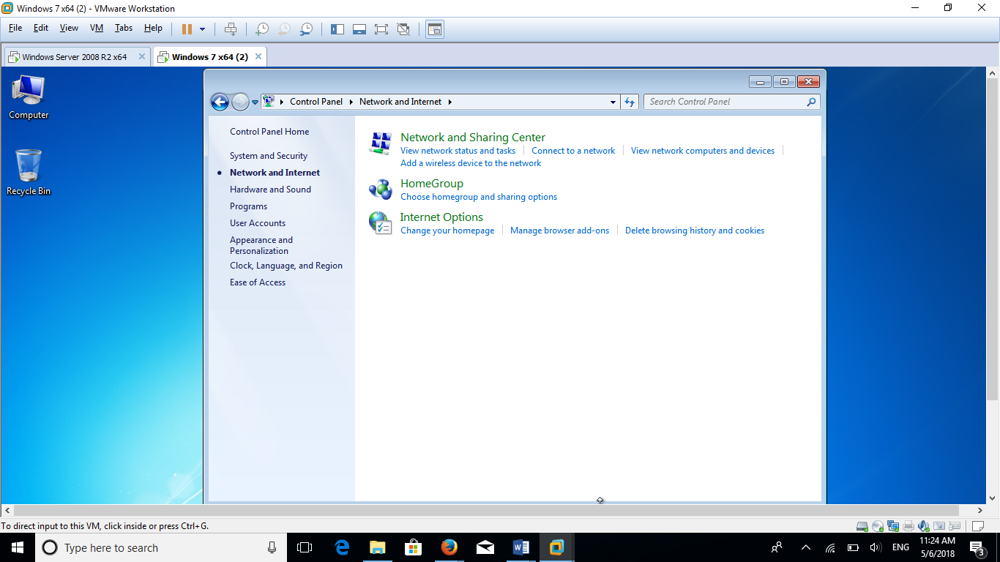 Windows 7 x64 (2) - VMware Workstation
File Edit View VM Tabs Help
Windows Server 2008 R2 x64 Windows 7 x64 (2)
Computer
Recycle Bin
Control Panel Network and Internet Search Control Panel
Control Panel Home
System and Security
Network and Internet
Hardware and Sound
Programs
User Accounts
Appearance and
Personalization
Clock, Language, and Region
Ease of Access
Network and Sharing Center
View network status and tasks Connect to a network View network computers and devices
Add a wireless device to the network
HomeGroup
Choose homegroup and sharing options
Internet Options
Change your homepage Manage browser add-ons Delete browsing history and cookies
To direct input to this VM, click inside or press Ctrl+G.
Type here to search
ENG
11:24 AM
5/6/2018
3